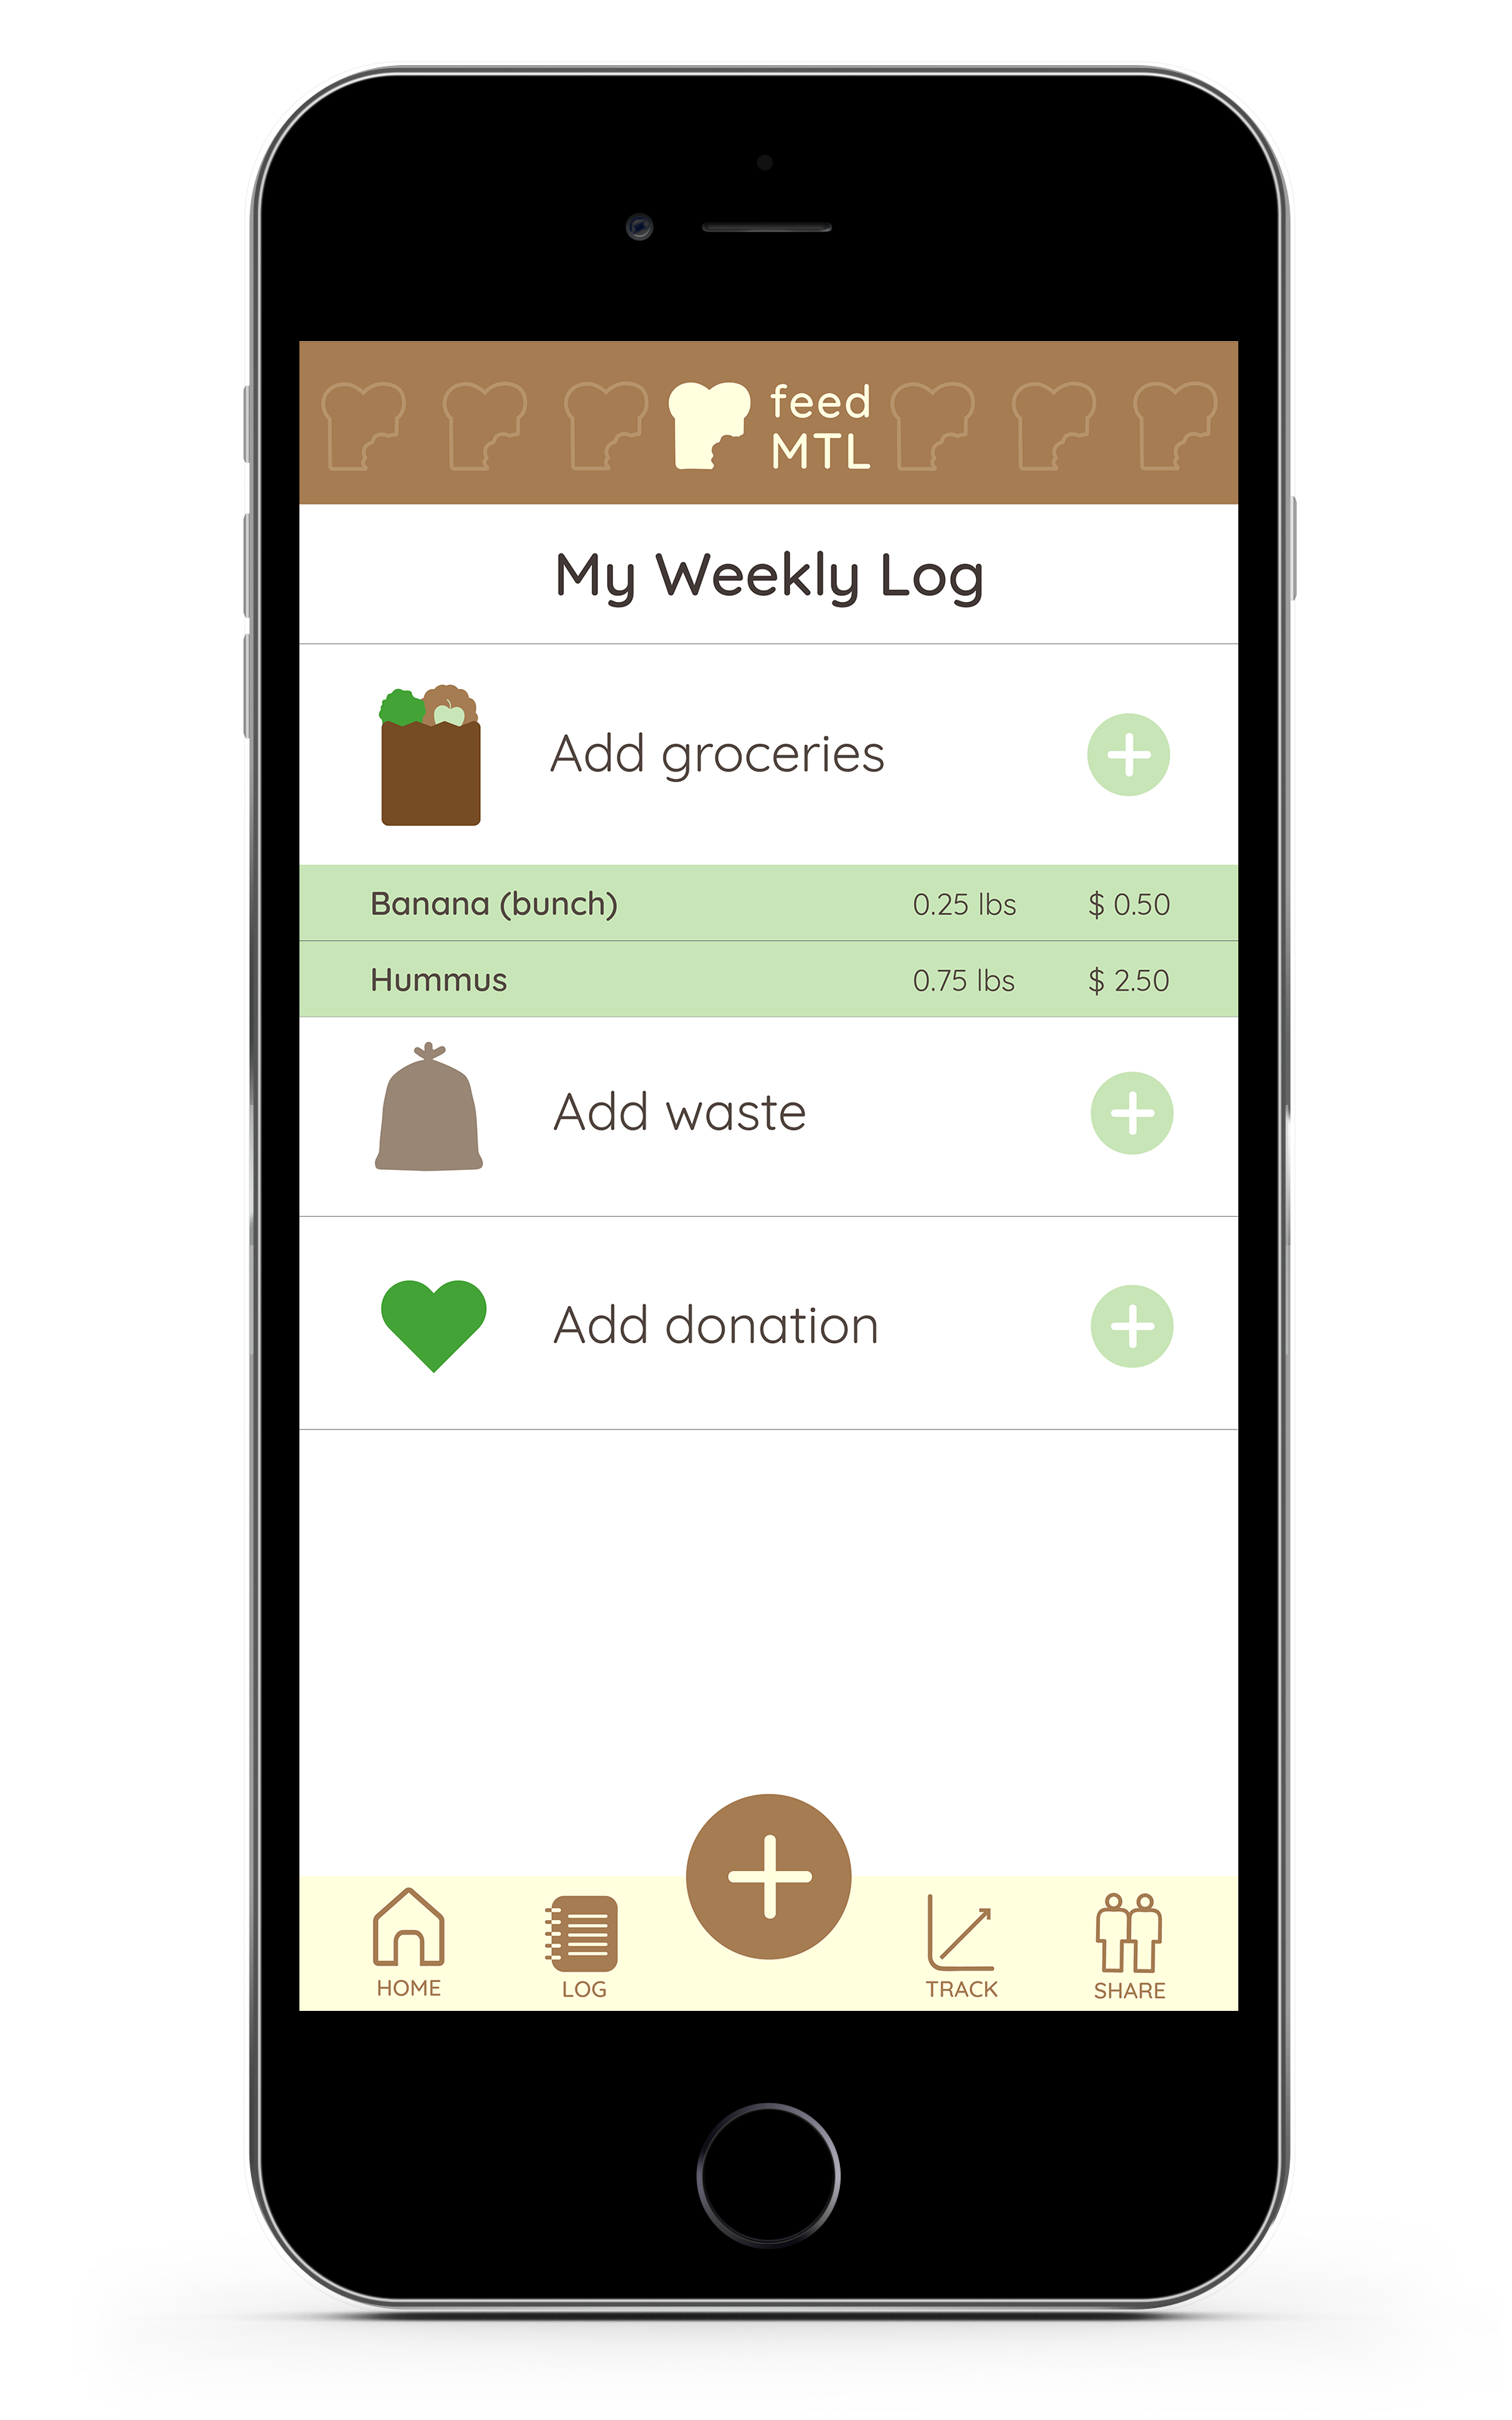 feed
MTL
My Weekly Log
Add groceries
Banana (bunch) 0.25 lbs $ 0.50
Hummus 0.75 lbs $ 2.50
Add waste
Add donation
HOME LOG TRACK SHARE